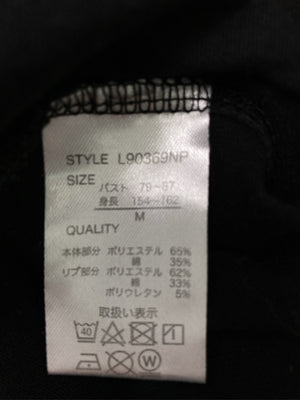 STYLE L90369NP
SIZE
バスト 79～87
身長 154～162
M
QUALITY
本体部分 ポリエステル 65%
綿 35%
リブ部分 ポリエステル 62%
綿 33%
ポリウレタン 5%
取扱い表示
40
W